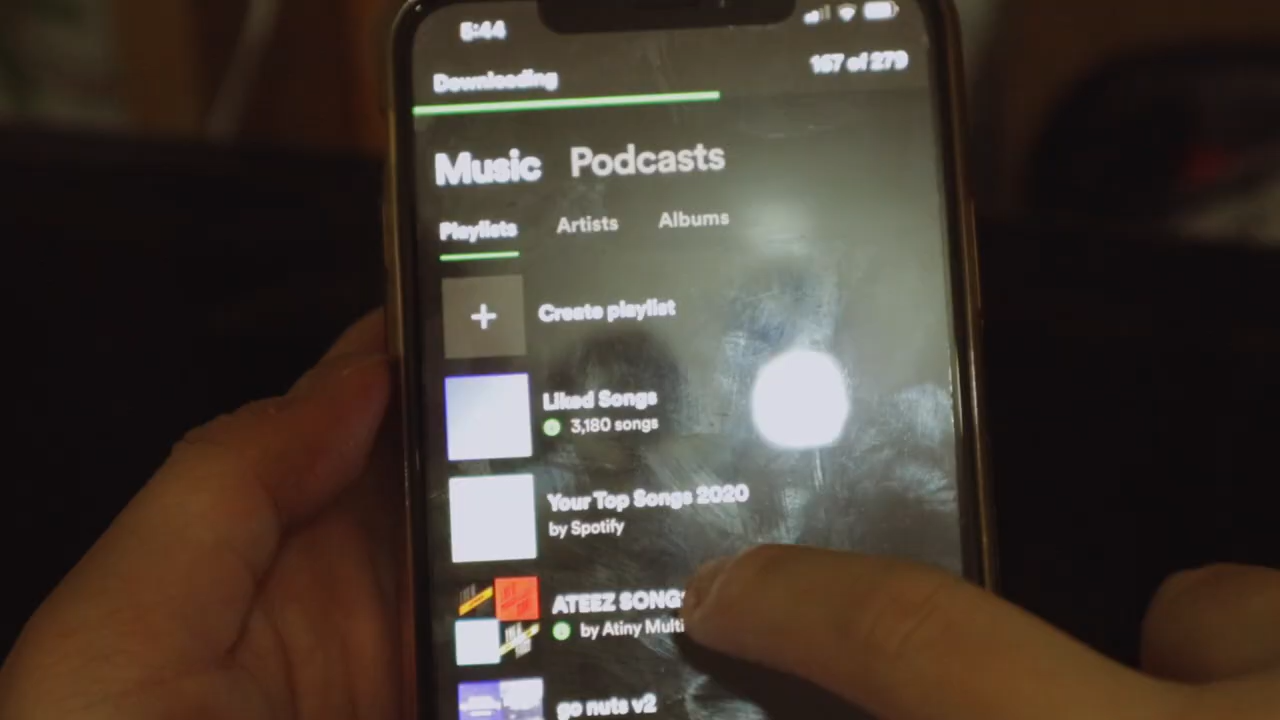 5:44
Downloading
167 of 279
Music Podcasts
Playlists Artists Albums
+ Create playlist
Liked Songs
3,180 songs
Your Top Songs 2020
by Spotify
ATEEZ SONGS
by Atiny Multi
go nuts v2